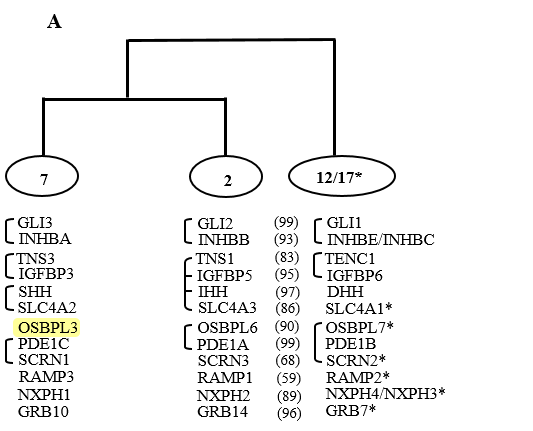 A
7 2 12/17*
GLI3 GLI2 (99) GLI1
INHBA INHBB (93) INHBE/INHBC
TNS3 TNS1 (83) TENC1
IGFBP3 IGFBP5 (95) IGFBP6
SHH IHH (97) DHH
SLC4A2 SLC4A3 (86) SLC4A1*
OSBPL3 OSBPL6 (90) OSBPL7*
PDE1C PDE1A (99) PDE1B
SCRN1 SCRN3 (68) SCRN2*
RAMP3 RAMP1 (59) RAMP2*
NXPH1 NXPH2 (89) NXPH4/NXPH3*
GRB10 GRB14 (96) GRB7*